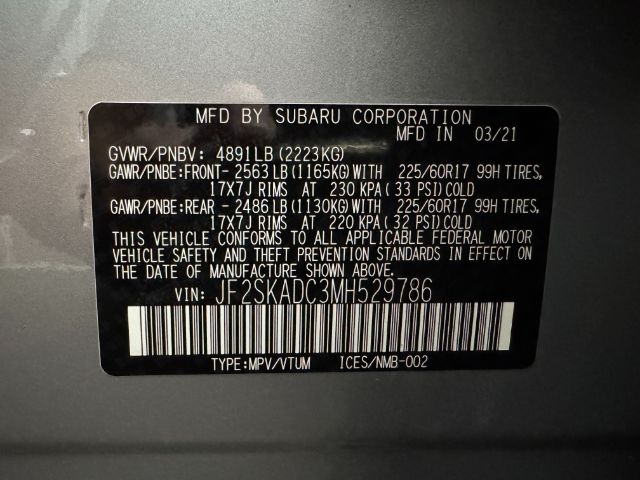 MFD BY SUBARU CORPORATION
MFD IN 03/21
GVWR/PNBV: 4891LB(2223KG)
GAWR/PNBE:FRONT- 2563LB(1165KG)WITH 225/60R17 99H TIRES,
17X7J RIMS AT 230 KPA(33 PSI)COLD
GAWR/PNBE:REAR - 2486LB(1130KG)WITH 225/60R17 99H TIRES,
17X7J RIMS AT 220 KPA(32 PSI)COLD
THIS VEHICLE CONFORMS TO ALL APPLICABLE FEDERAL MOTOR
VEHICLE SAFETY AND THEFT PREVENTION STANDARDS IN EFFECT ON
THE DATE OF MANUFACTURE SHOWN ABOVE.
VIN: JF2SKADC3MH529786
TYPE:MPV/VTUM ICES/NMB-002